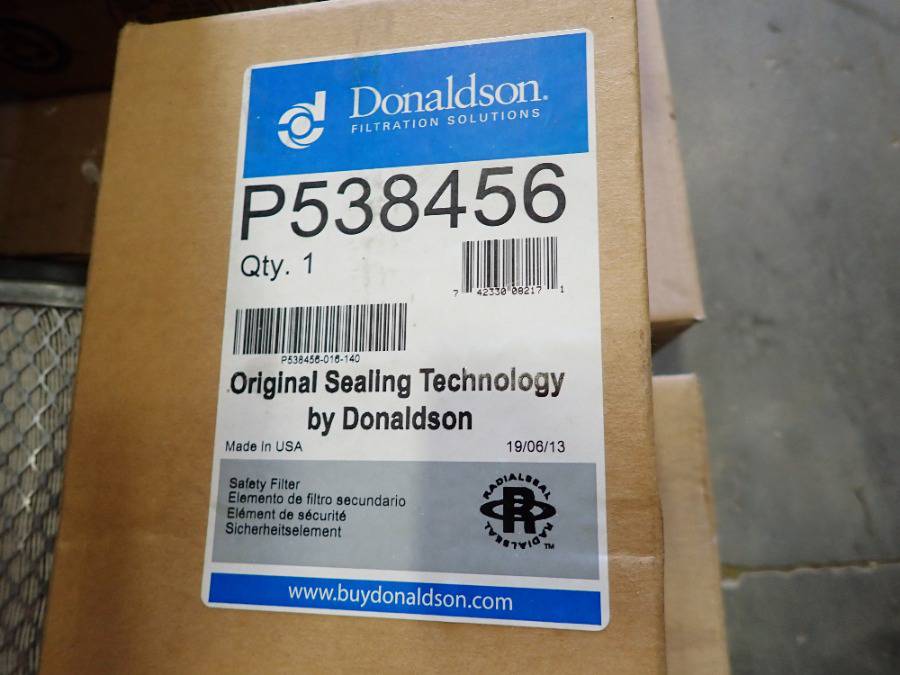 Donaldson.
FILTRATION SOLUTIONS
P538456
Qty. 1
7 42330 08217 1
P538456-016-140
Original Sealing Technology
by Donaldson
Made In USA 19/06/13
Safety Filter
Elemento de filtro secundario
Elément de sécurité
Sicherheitselement
RADIALSEAL
RADIALSEAL™
www.buydonaldson.com